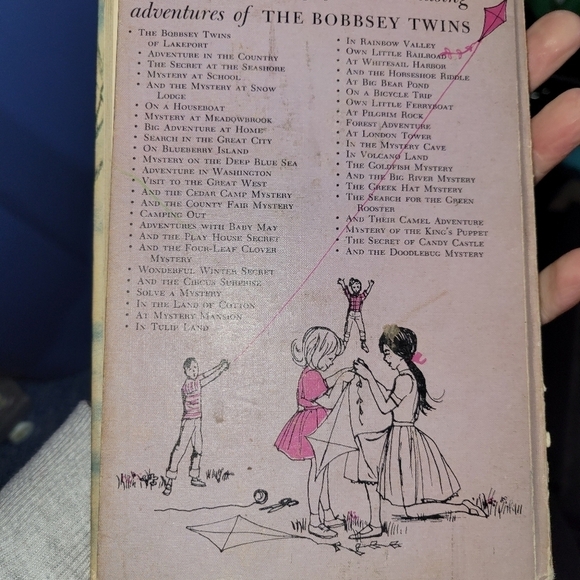 adventures of THE BOBBSEY TWINS
• THE BOBBSEY TWINS
OF LAKEPORT
• ADVENTURE IN THE COUNTRY
• THE SECRET AT THE SEASHORE
• MYSTERY AT SCHOOL
• AND THE MYSTERY AT SNOW
LODGE
• ON A HOUSEBOAT
• MYSTERY AT MEADOWBROOK
• BIG ADVENTURE AT HOME
• SEARCH IN THE GREAT CITY
• ON BLUEBERRY ISLAND
• MYSTERY ON THE DEEP BLUE SEA
• ADVENTURE IN WASHINGTON
• VISIT TO THE GREAT WEST
• AND THE CEDAR CAMP MYSTERY
• AND THE COUNTY FAIR MYSTERY
• CAMPING OUT
• ADVENTURES WITH BABY MAY
• AND THE PLAY HOUSE SECRET
• AND THE FOUR-LEAF CLOVER
MYSTERY
• WONDERFUL WINTER SECRET
• AND THE CIRCUS SURPRISE
• SOLVE A MYSTERY
• IN THE LAND OF COTTON
• AT MYSTERY MANSION
• IN TULIP LAND
• IN RAINBOW VALLEY
• OWN LITTLE RAILROAD
• AT WHITESAIL HARBOR
• AND THE HORSESHOE RIDDLE
• AT BIG BEAR POND
• ON A BICYCLE TRIP
• OWN LITTLE FERRYBOAT
• AT PILGRIM ROCK
• FOREST ADVENTURE
• AT LONDON TOWER
• IN THE MYSTERY CAVE
• IN VOLCANO LAND
• THE GOLDFISH MYSTERY
• AND THE BIG RIVER MYSTERY
• THE GREEK HAT MYSTERY
• THE SEARCH FOR THE GREEN
ROOSTER
• AND THEIR CAMEL ADVENTURE
• MYSTERY OF THE KING'S PUPPET
• THE SECRET OF CANDY CASTLE
• AND THE DOODLEBUG MYSTERY